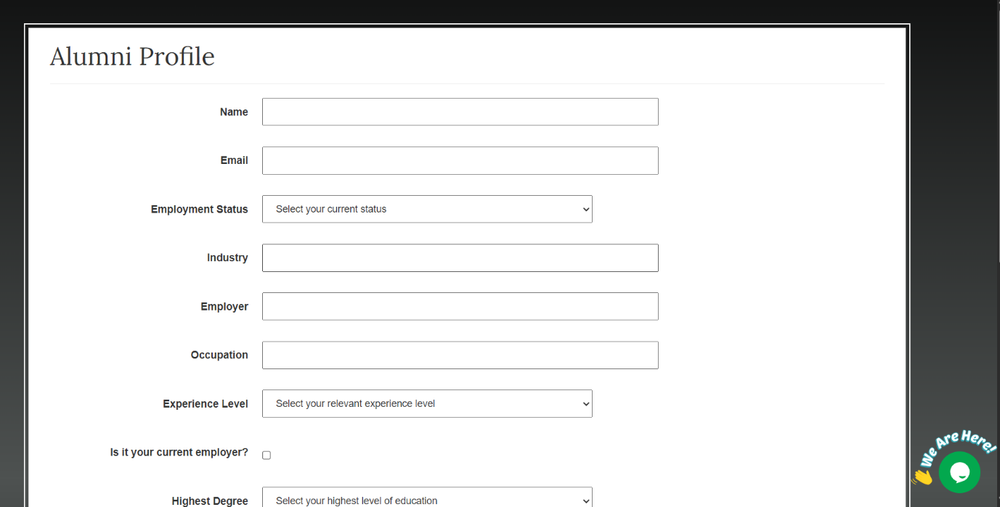 Alumni Profile
Name
Email
Employment Status
Select your current status
Industry
Employer
Occupation
Experience Level
Select your relevant experience level
Is it your current employer?
Highest Degree
Select your highest level of education
We Are Here!